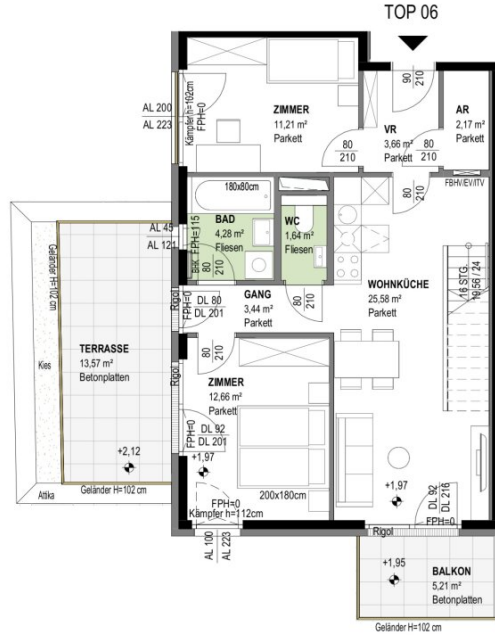 TOP 06
AL 200
AL 223
Kämpfer h=162cm
FPH=0
ZIMMER
11,21 m²
Parkett
80
210
90
210
VR
3,66 m²
Parkett
80
210
AR
2,17 m²
Parkett
FBHV/EV/ITV
80
210
180x80cm
BAD
4,28 m²
Fliesen
FPH=115
80
210
WC
1,64 m²
Fliesen
AL 45
AL 121
Geländer H=102 cm
Kies
TERRASSE
13,57 m²
Betonplatten
+2,12
Attika
Geländer H=102 cm
Rigol
FPH=0
DL 80
DL 201
GANG
3,44 m²
Parkett
80
210
WOHNKÜCHE
25,58 m²
Parkett
16 STG.
19,56 / 24
80
210
Rigol
ZIMMER
12,66 m²
Parkett
FPH=0
DL 92
DL 201
+1,97
200x180cm
FPH=0
Kämpfer h=112cm
AL 100
AL 223
+1,97
DL 92
DL 216
FPH=0
Rigol
+1,95
BALKON
5,21 m²
Betonplatten
Geländer H=102 cm